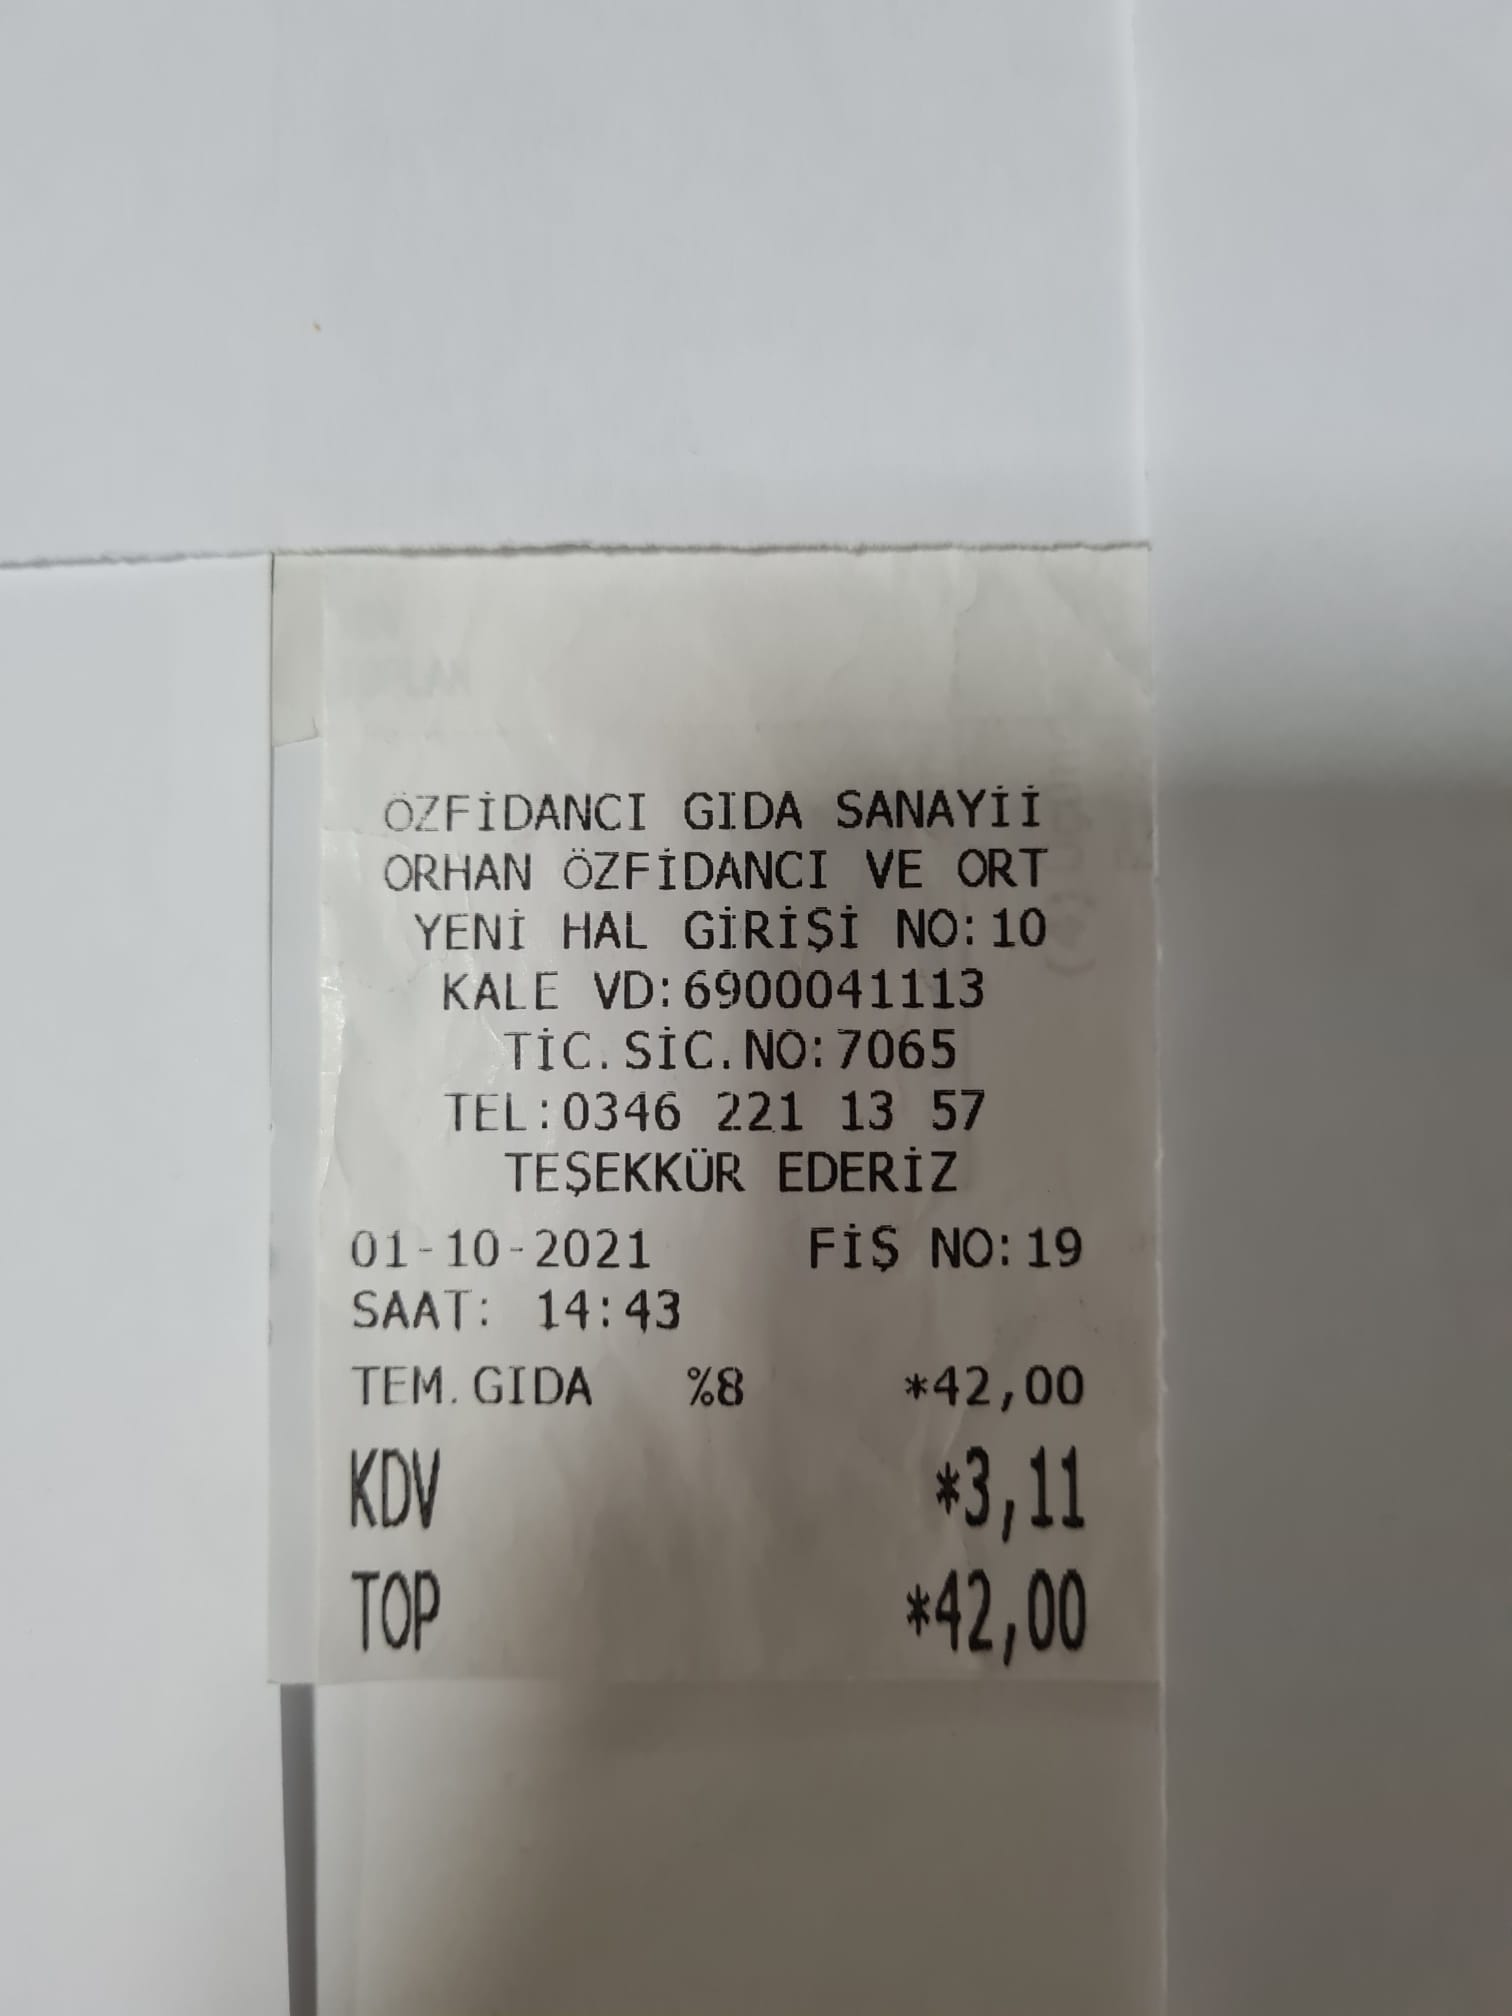 ÖZFİDANCI GIDA SANAYİİ
ORHAN ÖZFİDANCI VE ORT
YENİ HAL GİRİŞİ NO:10
KALE VD:6900041113
TİC.SİC.NO:7065
TEL:0346 221 13 57
TEŞEKKÜR EDERİZ
01-10-2021 FİŞ NO:19
SAAT: 14:43
TEM.GIDA %8 *42,00
KDV *3,11
TOP *42,00